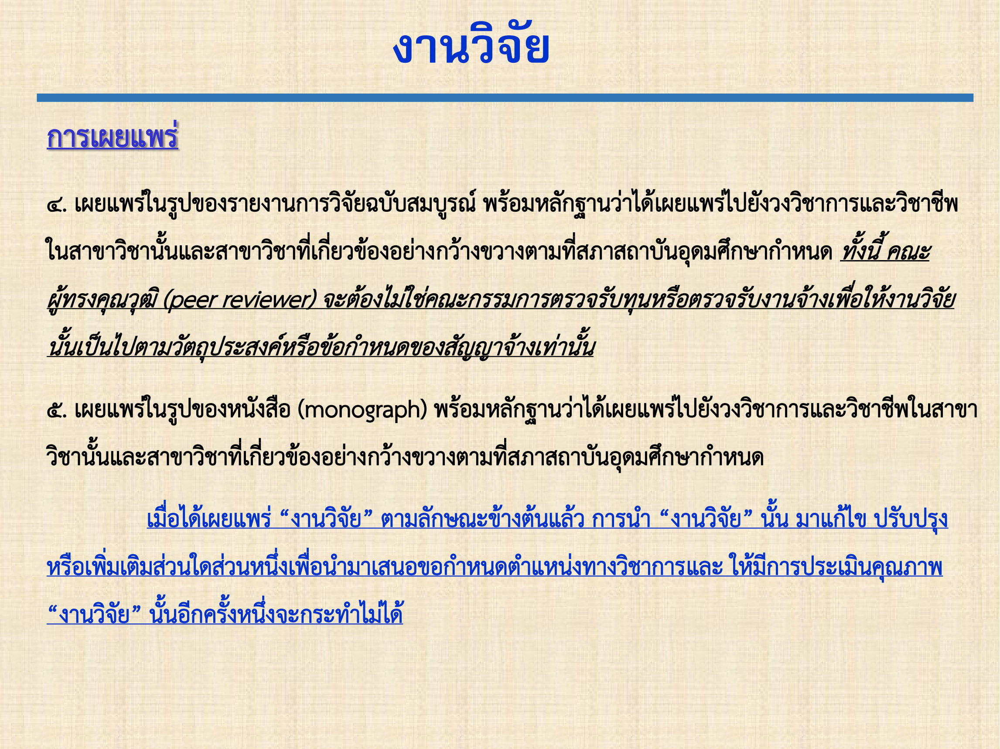 งานวิจัย
การเผยแพร่
๔. เผยแพร่ในรูปของรายงานการวิจัยฉบับสมบูรณ์ พร้อมหลักฐานว่าได้เผยแพร่ไปยังวงวิชาการและวิชาชีพ
ในสาขาวิชานั้นและสาขาวิชาที่เกี่ยวข้องอย่างกว้างขวางตามที่สภาสถาบันอุดมศึกษากำหนด ทั้งนี้ คณะ
ผู้ทรงคุณวุฒิ (peer reviewer) จะต้องไม่ใช่คณะกรรมการตรวจรับทุนหรือตรวจรับงานจ้างเพื่อให้งานวิจัย
นั้นเป็นไปตามวัตถุประสงค์หรือข้อกำหนดของสัญญาจ้างเท่านั้น
๕. เผยแพร่ในรูปของหนังสือ (monograph) พร้อมหลักฐานว่าได้เผยแพร่ไปยังวงวิชาการและวิชาชีพในสาขา
วิชานั้นและสาขาวิชาที่เกี่ยวข้องอย่างกว้างขวางตามที่สภาสถาบันอุดมศึกษากำหนด
เมื่อได้เผยแพร่ “งานวิจัย” ตามลักษณะข้างต้นแล้ว การนำ “งานวิจัย” นั้น มาแก้ไข ปรับปรุง
หรือเพิ่มเติมส่วนใดส่วนหนึ่งเพื่อนำมาเสนอขอกำหนดตำแหน่งทางวิชาการและ ให้มีการประเมินคุณภาพ
“งานวิจัย” นั้นอีกครั้งหนึ่งจะกระทำไม่ได้